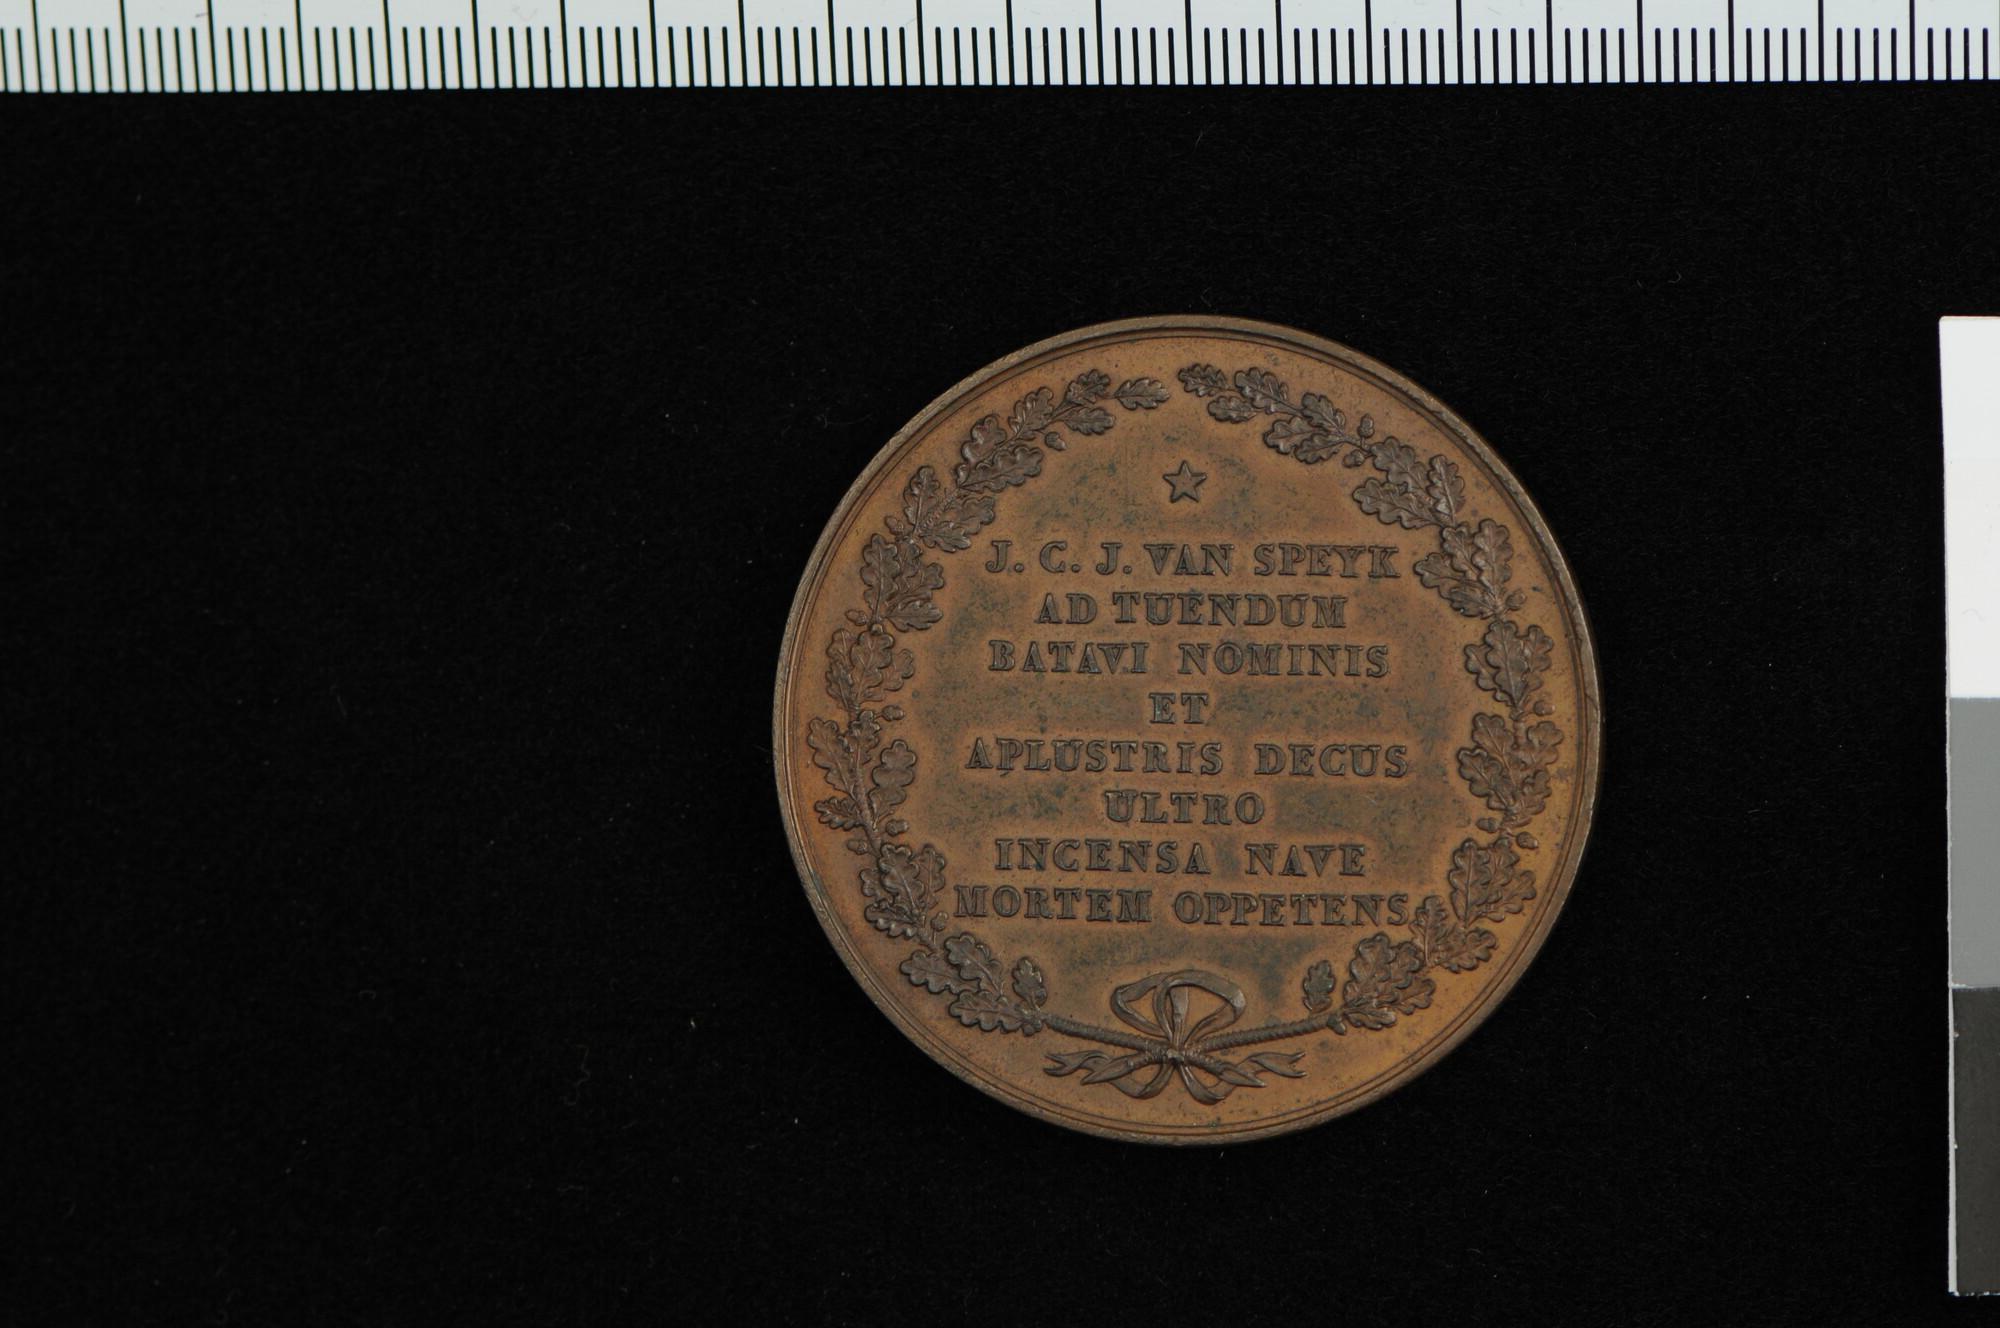 J. C. J. VAN SPEYK
AD TUENDUM
BATAVI NOMINIS
ET
APLUSTRIS DECUS
ULTRO
INCENSA NAVE
MORTEM OPPETENS